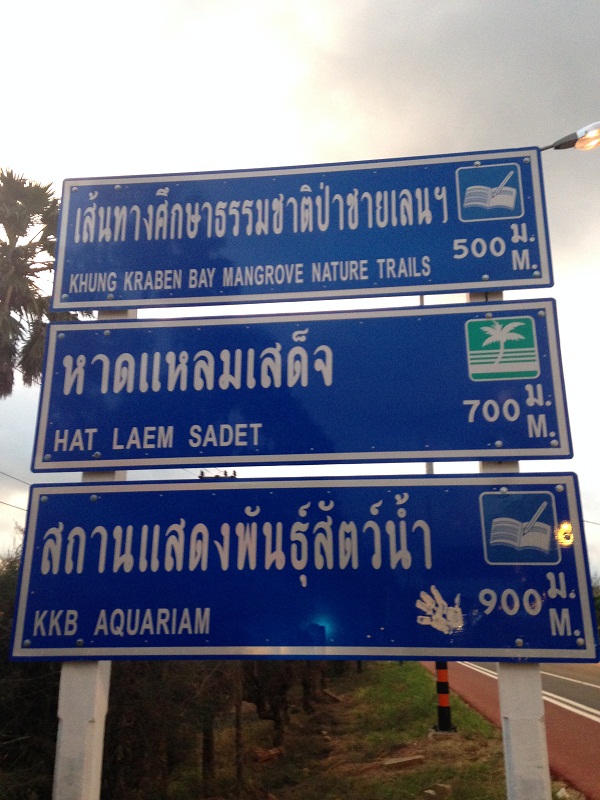 เส้นทางศึกษาธรรมชาติป่าชายเลนฯ
500 ม.
M.
KHUNG KRABEN BAY MANGROVE NATURE TRAILS
หาดแหลมเสด็จ
700 ม.
M.
HAT LAEM SADET
สถานแสดงพันธุ์สัตว์น้ำ
900 ม.
M.
KKB AQUARIAM